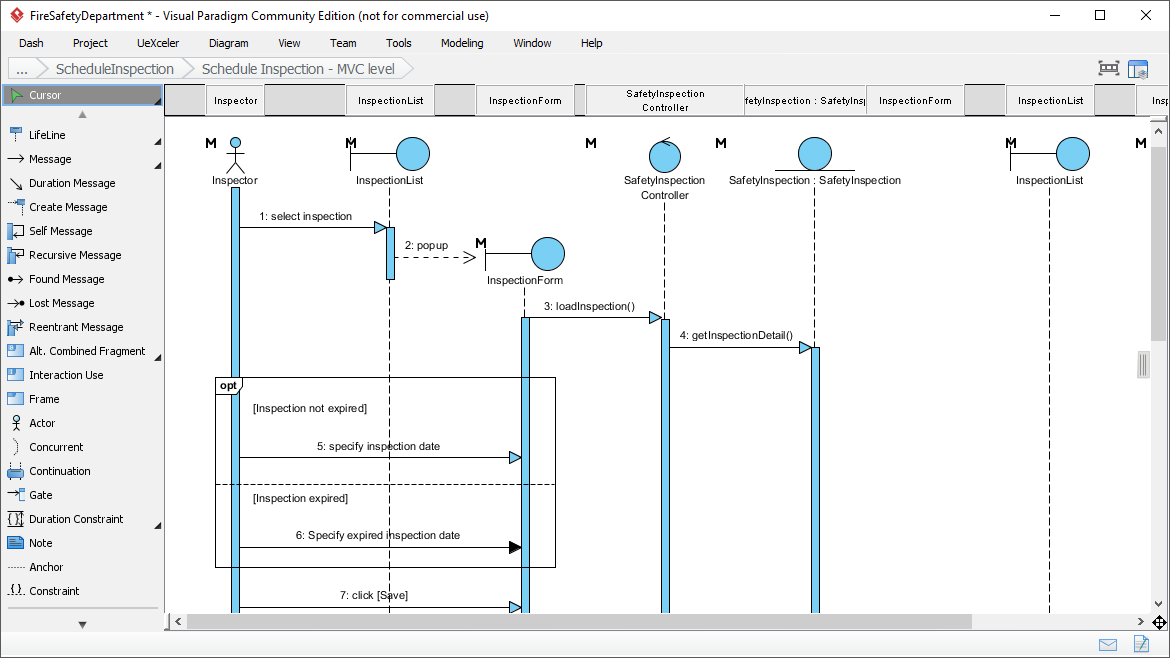 FireSafetyDepartment * - Visual Paradigm Community Edition (not for commercial use)
Dash Project UeXceler Diagram View Team Tools Modeling Window Help
... ScheduleInspection Schedule Inspection - MVC level
Cursor
LifeLine
Message
Duration Message
Create Message
Self Message
Recursive Message
Found Message
Lost Message
Reentrant Message
Alt. Combined Fragment
Interaction Use
Frame
Actor
Concurrent
Continuation
Gate
Duration Constraint
Note
Anchor
Constraint
Inspector
InspectionList
InspectionForm
SafetyInspection
Controller
fetyInspection : SafetyInsp
InspectionForm
InspectionList
Insp
M
Inspector
M
InspectionList
M
SafetyInspection
Controller
M
SafetyInspection : SafetyInspection
M
InspectionList
M
1: select inspection
2: popup
M
InspectionForm
3: loadInspection()
4: getInspectionDetail()
opt
[Inspection not expired]
5: specify inspection date
[Inspection expired]
6: Specify expired inspection date
7: click [Save]